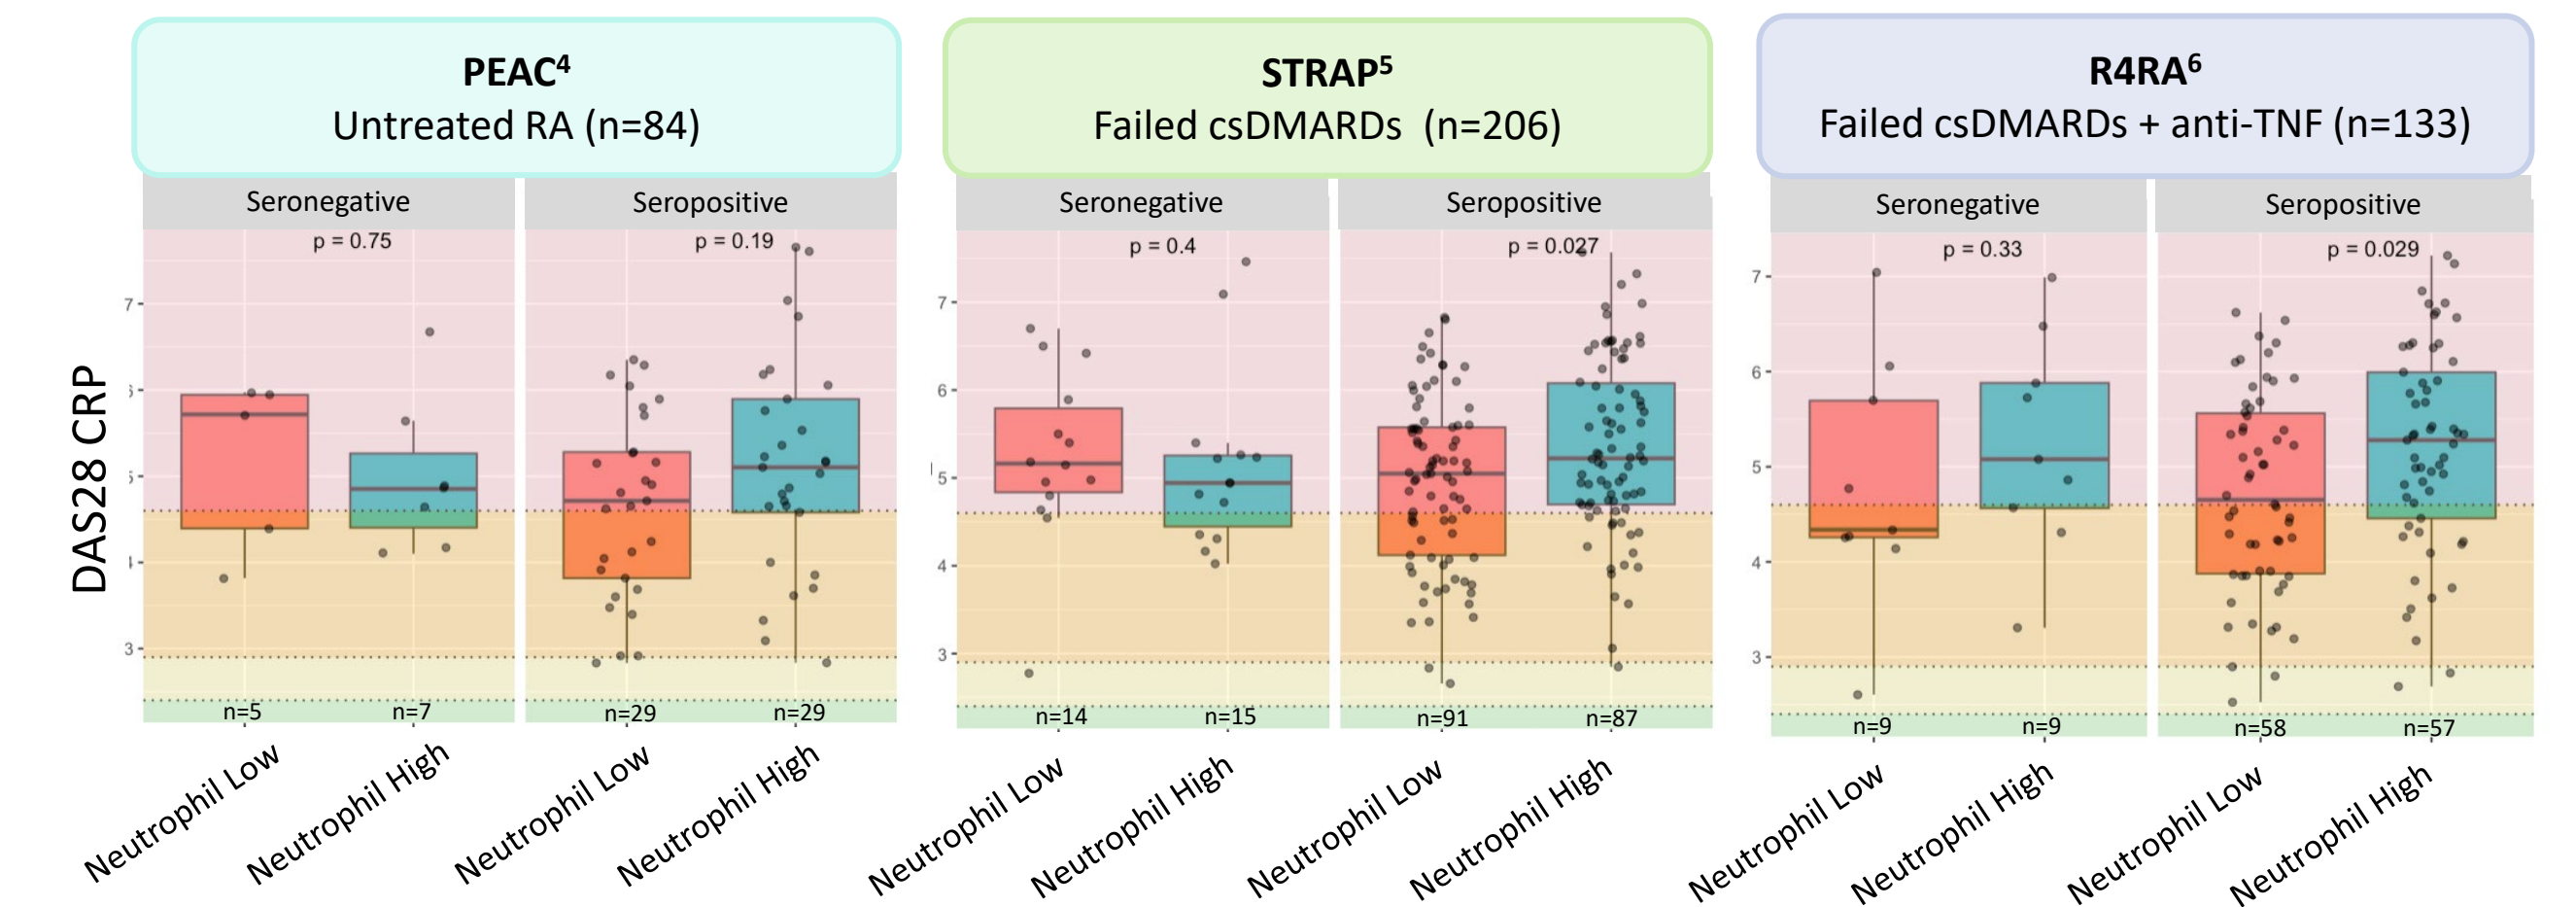 PEAC⁴
Untreated RA (n=84)
STRAP⁵
Failed csDMARDs (n=206)
R4RA⁶
Failed csDMARDs + anti-TNF (n=133)
Seronegative
Seropositive
Seronegative
Seropositive
Seronegative
Seropositive
p = 0.75
p = 0.19
p = 0.4
p = 0.027
p = 0.33
p = 0.029
DAS28 CRP
7
6
5
4
3
7
6
5
4
3
7
6
5
4
3
n=5
n=7
n=29
n=29
n=14
n=15
n=91
n=87
n=9
n=9
n=58
n=57
Neutrophil Low
Neutrophil High
Neutrophil Low
Neutrophil High
Neutrophil Low
Neutrophil High
Neutrophil Low
Neutrophil High
Neutrophil Low
Neutrophil High
Neutrophil Low
Neutrophil High